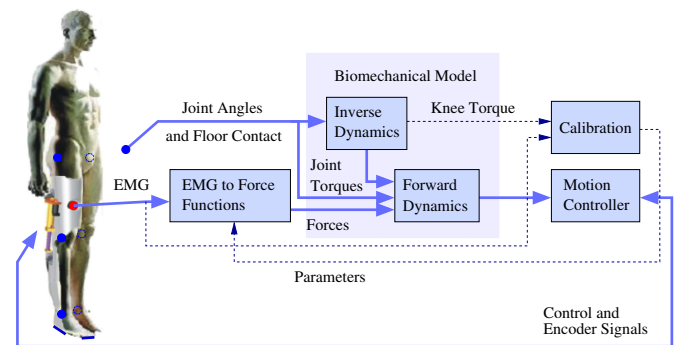 Biomechanical Model
Joint Angles
and Floor Contact
Inverse
Dynamics
Knee Torque
Calibration
Joint
Torques
EMG
EMG to Force
Functions
Forward
Dynamics
Motion
Controller
Forces
Parameters
Control and
Encoder Signals